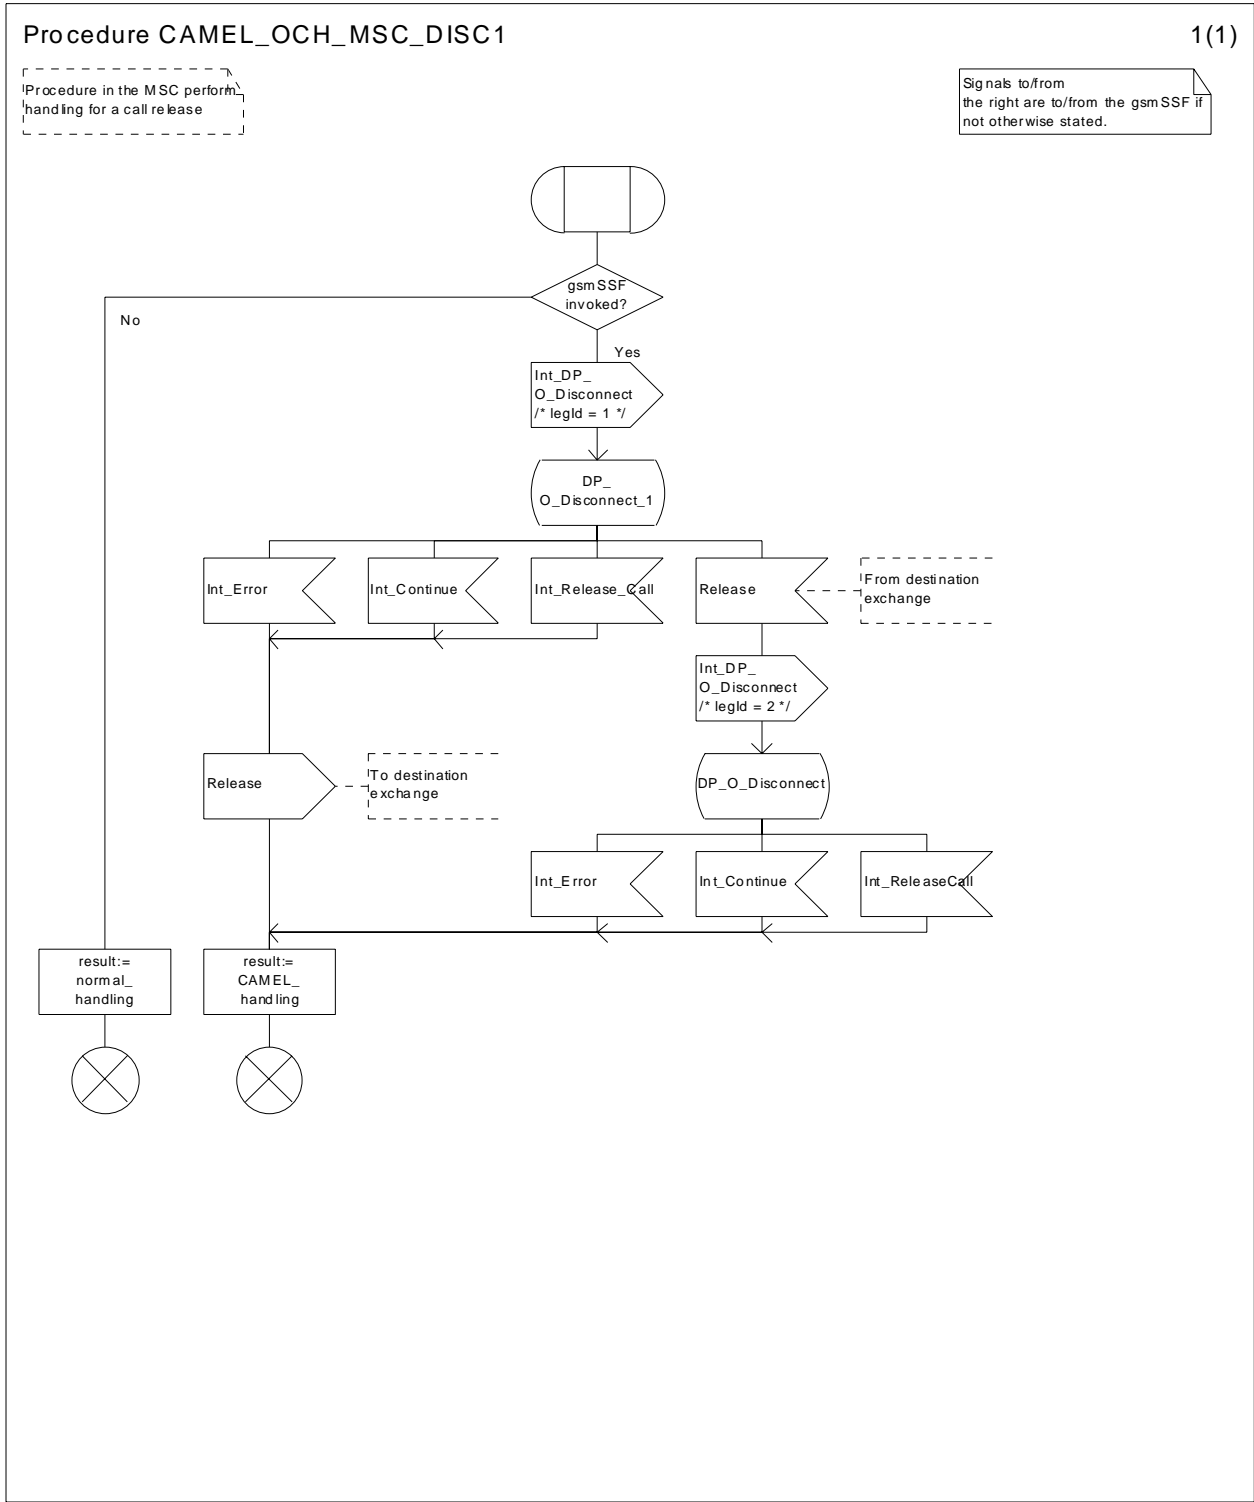 Procedure CAMEL_OCH_MSC_DISC1
1(1)
Procedure in the MSC perform
handling for a call release
Signals to/from
the right are to/from the gsmSSF if
not otherwise stated.
gsmSSF
invoked?
No
Yes
Int_DP_
O_Disconnect
/* legId = 1 */
DP_
O_Disconnect_1
Int_Error
Int_Continue
Int_Release_Call
Release
From destination
exchange
Int_DP_
O_Disconnect
/* legId = 2 */
Release
To destination
exchange
DP_O_Disconnect
Int_Error
Int_Continue
Int_ReleaseCall
result:=
normal_
handling
result:=
CAMEL_
handling